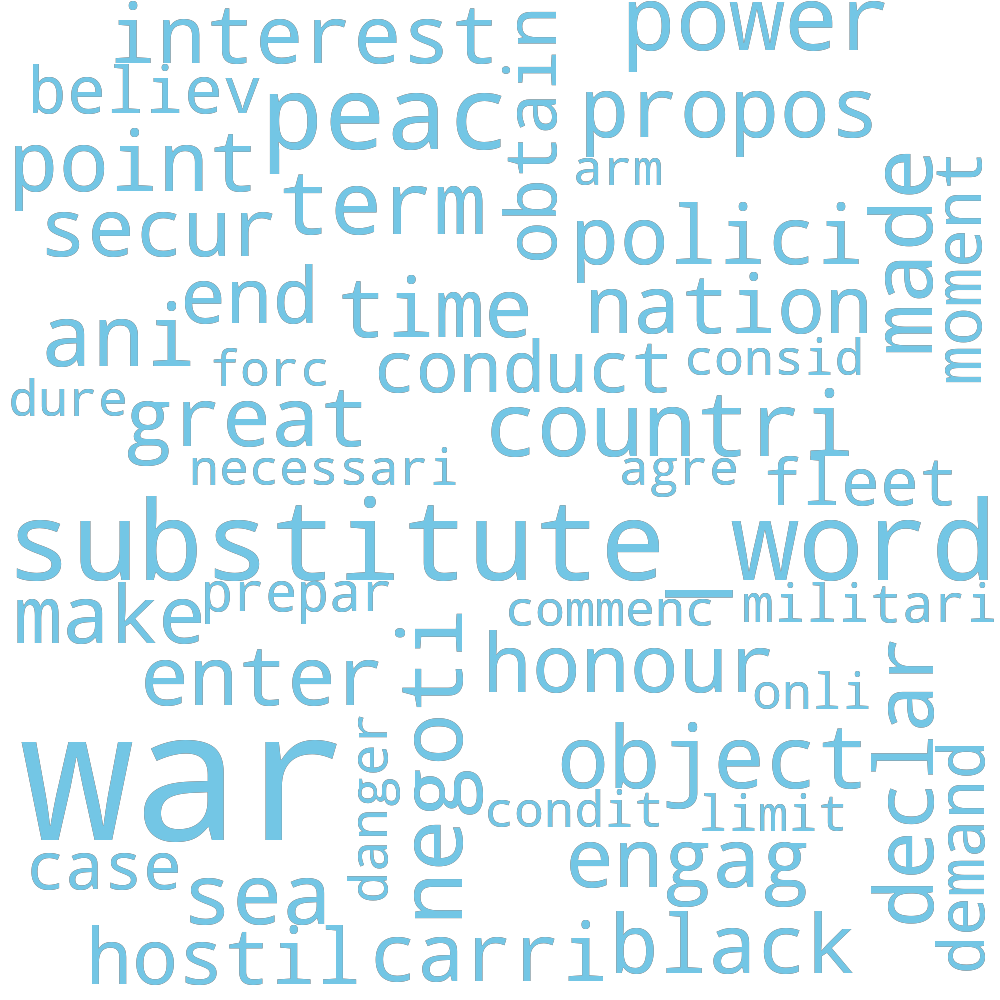 interest
power
believ
peac
obtain
propos
point
arm
term
secur
polici
made
moment
end
time
nation
ani
forc
conduct
consid
dure
great
countri
necessari
agre
fleet
substitute_word
prepar
make
commenc
militari
enter
negoti
honour
onli
declar
war
danger
object
demand
condit
limit
case
sea
engag
hostil
carri
black